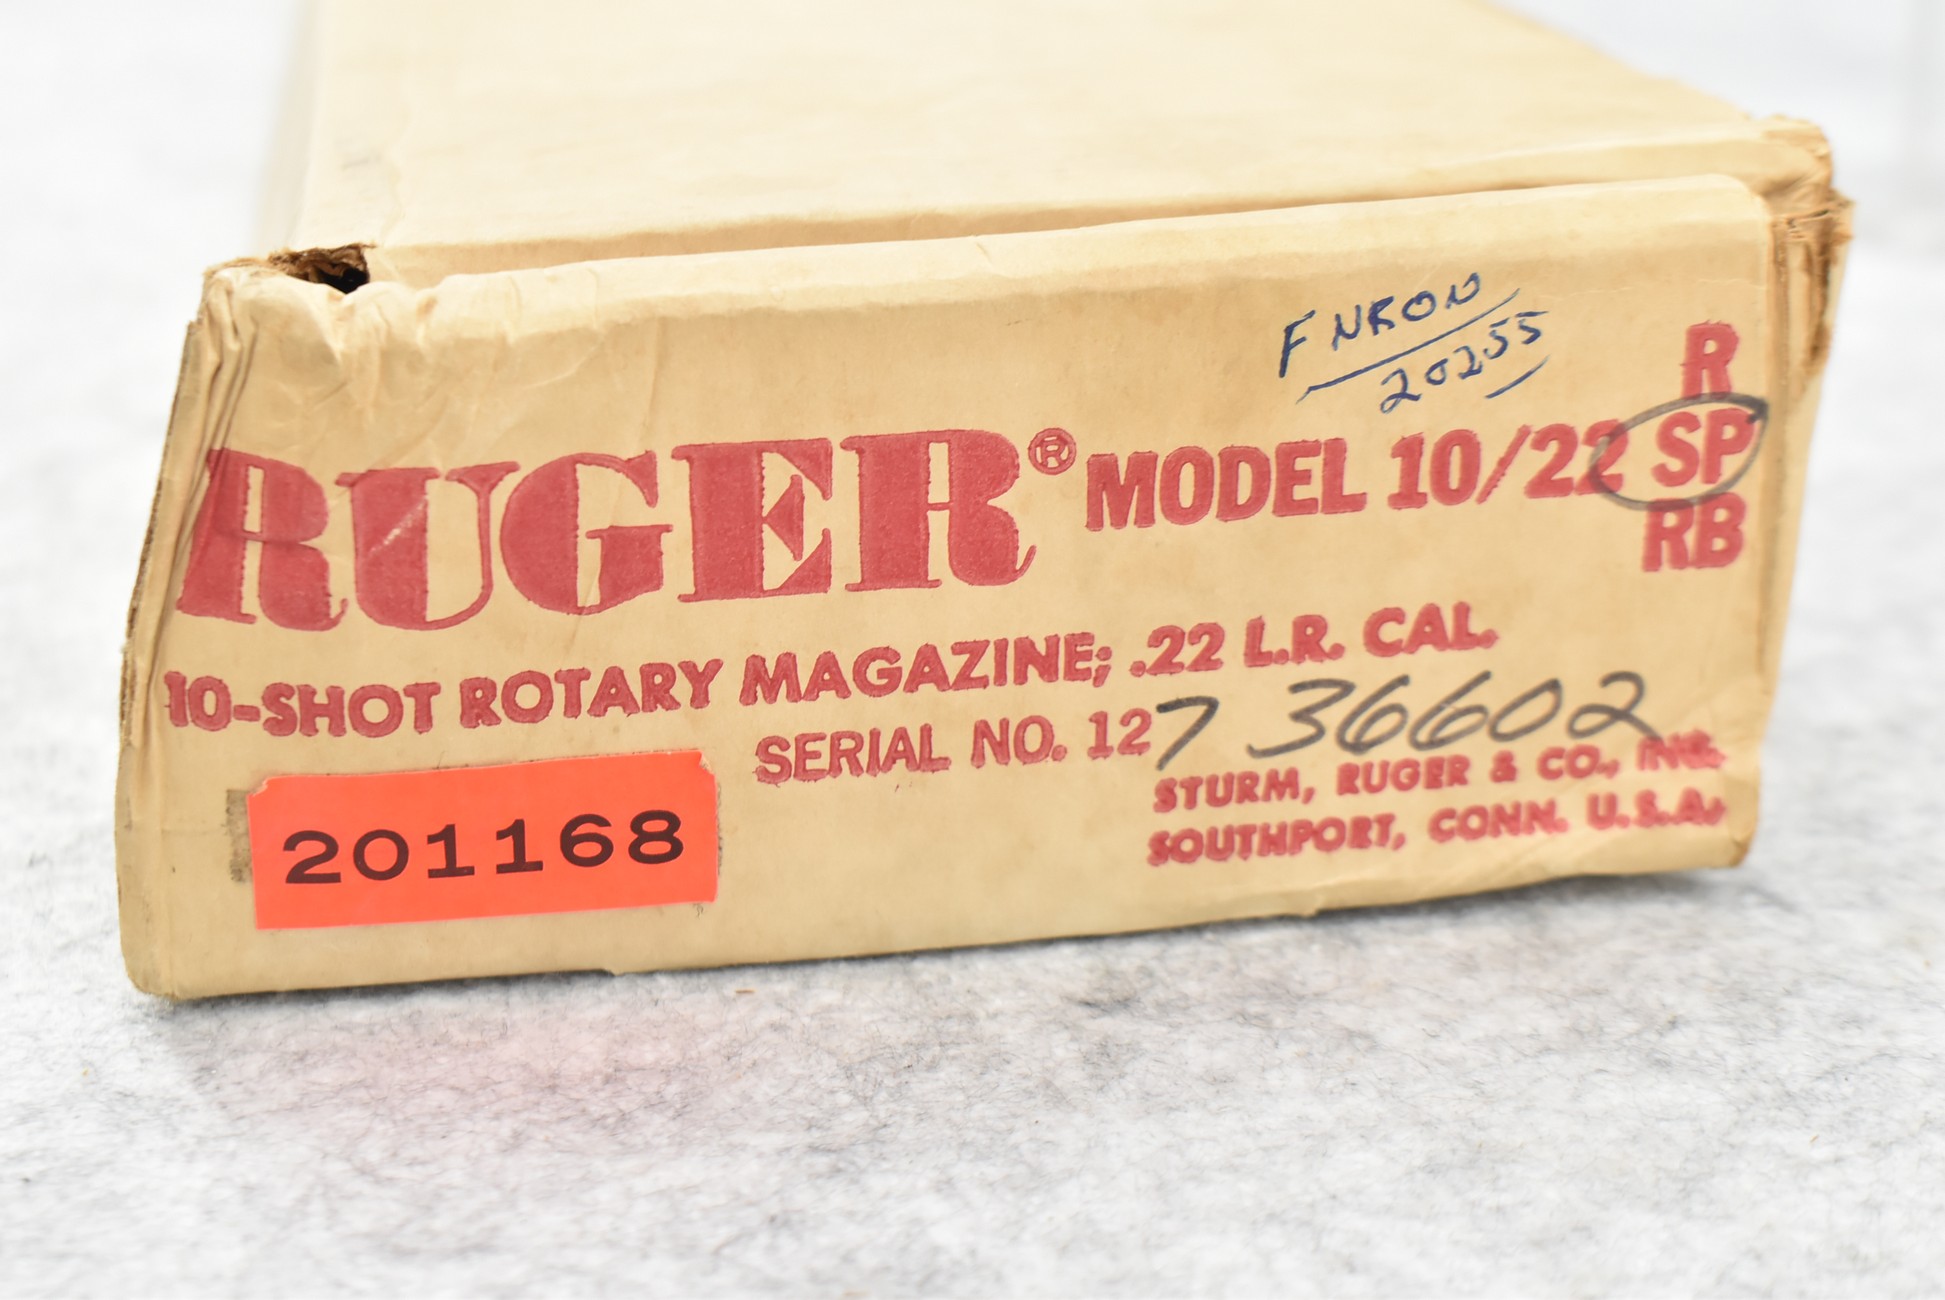 FNRON
20255
R
RUGER® MODEL 10/22 SP
RB
10-SHOT ROTARY MAGAZINE; .22 L.R. CAL.
SERIAL NO. 127 36602
STURM, RUGER & CO., INC.
SOUTHPORT, CONN. U.S.A.
201168